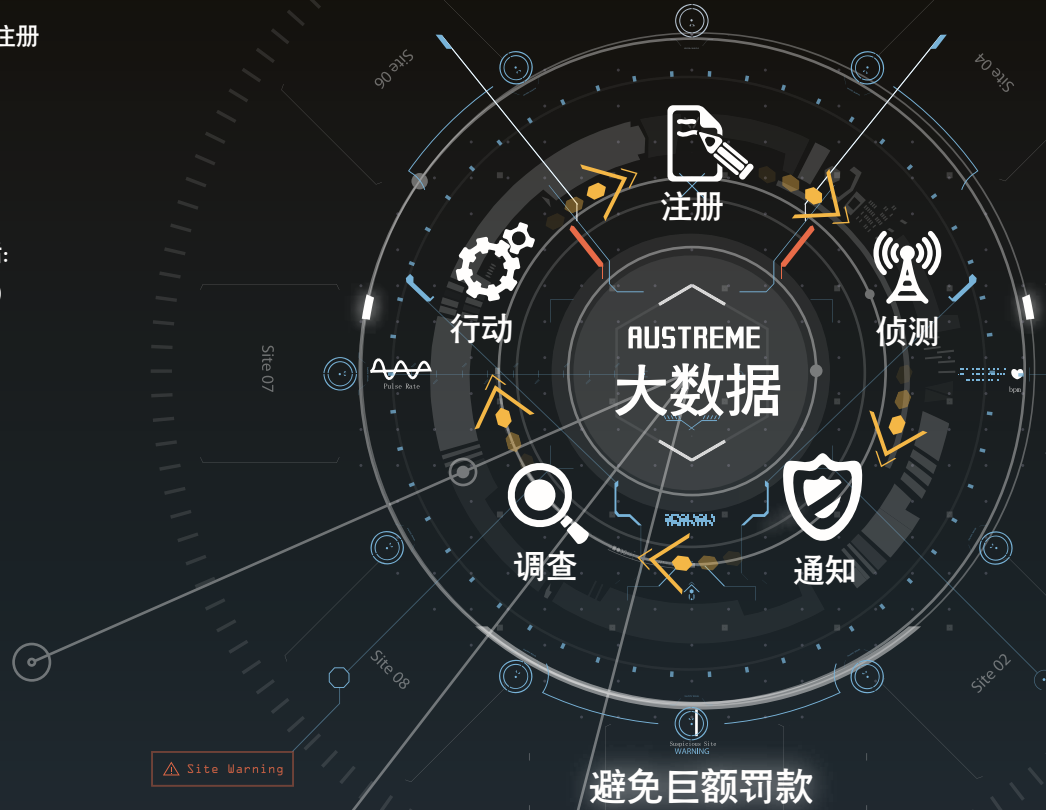 注册
Site 06
Site 04
注册
行动
侦测
AUSTREME
大数据
Site 07
Pulse Rate
bpm
调查
通知
Site 08
Site 02
Suspicious Site
WARNING
Site Warning
避免巨额罚款